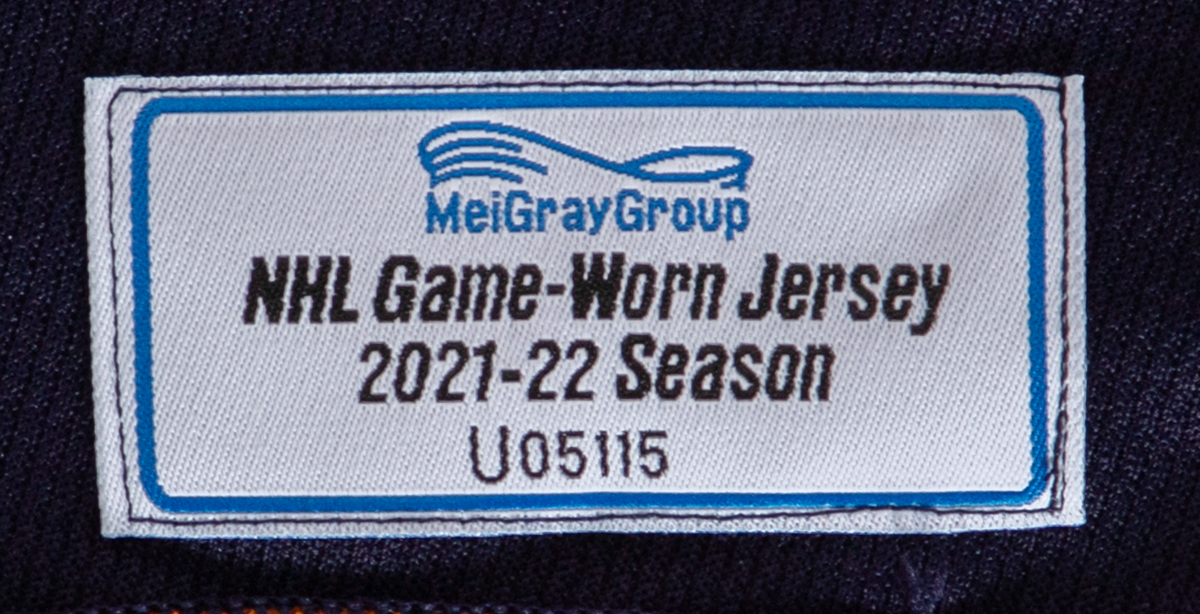 MeiGrayGroup
NHL Game-Worn Jersey
2021-22 Season
U05115